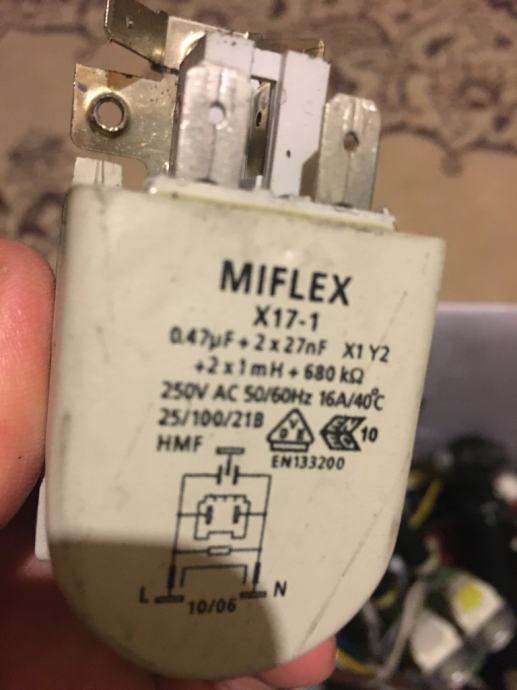 MIFLEX
X17-1
0.47µF + 2 x 27nF X1 Y2
+2 x 1 mH + 680 kΩ
250V AC 50/60Hz 16A/40°C
25/100/21B
HMF
D V E
10
EN133200
L N
10/06